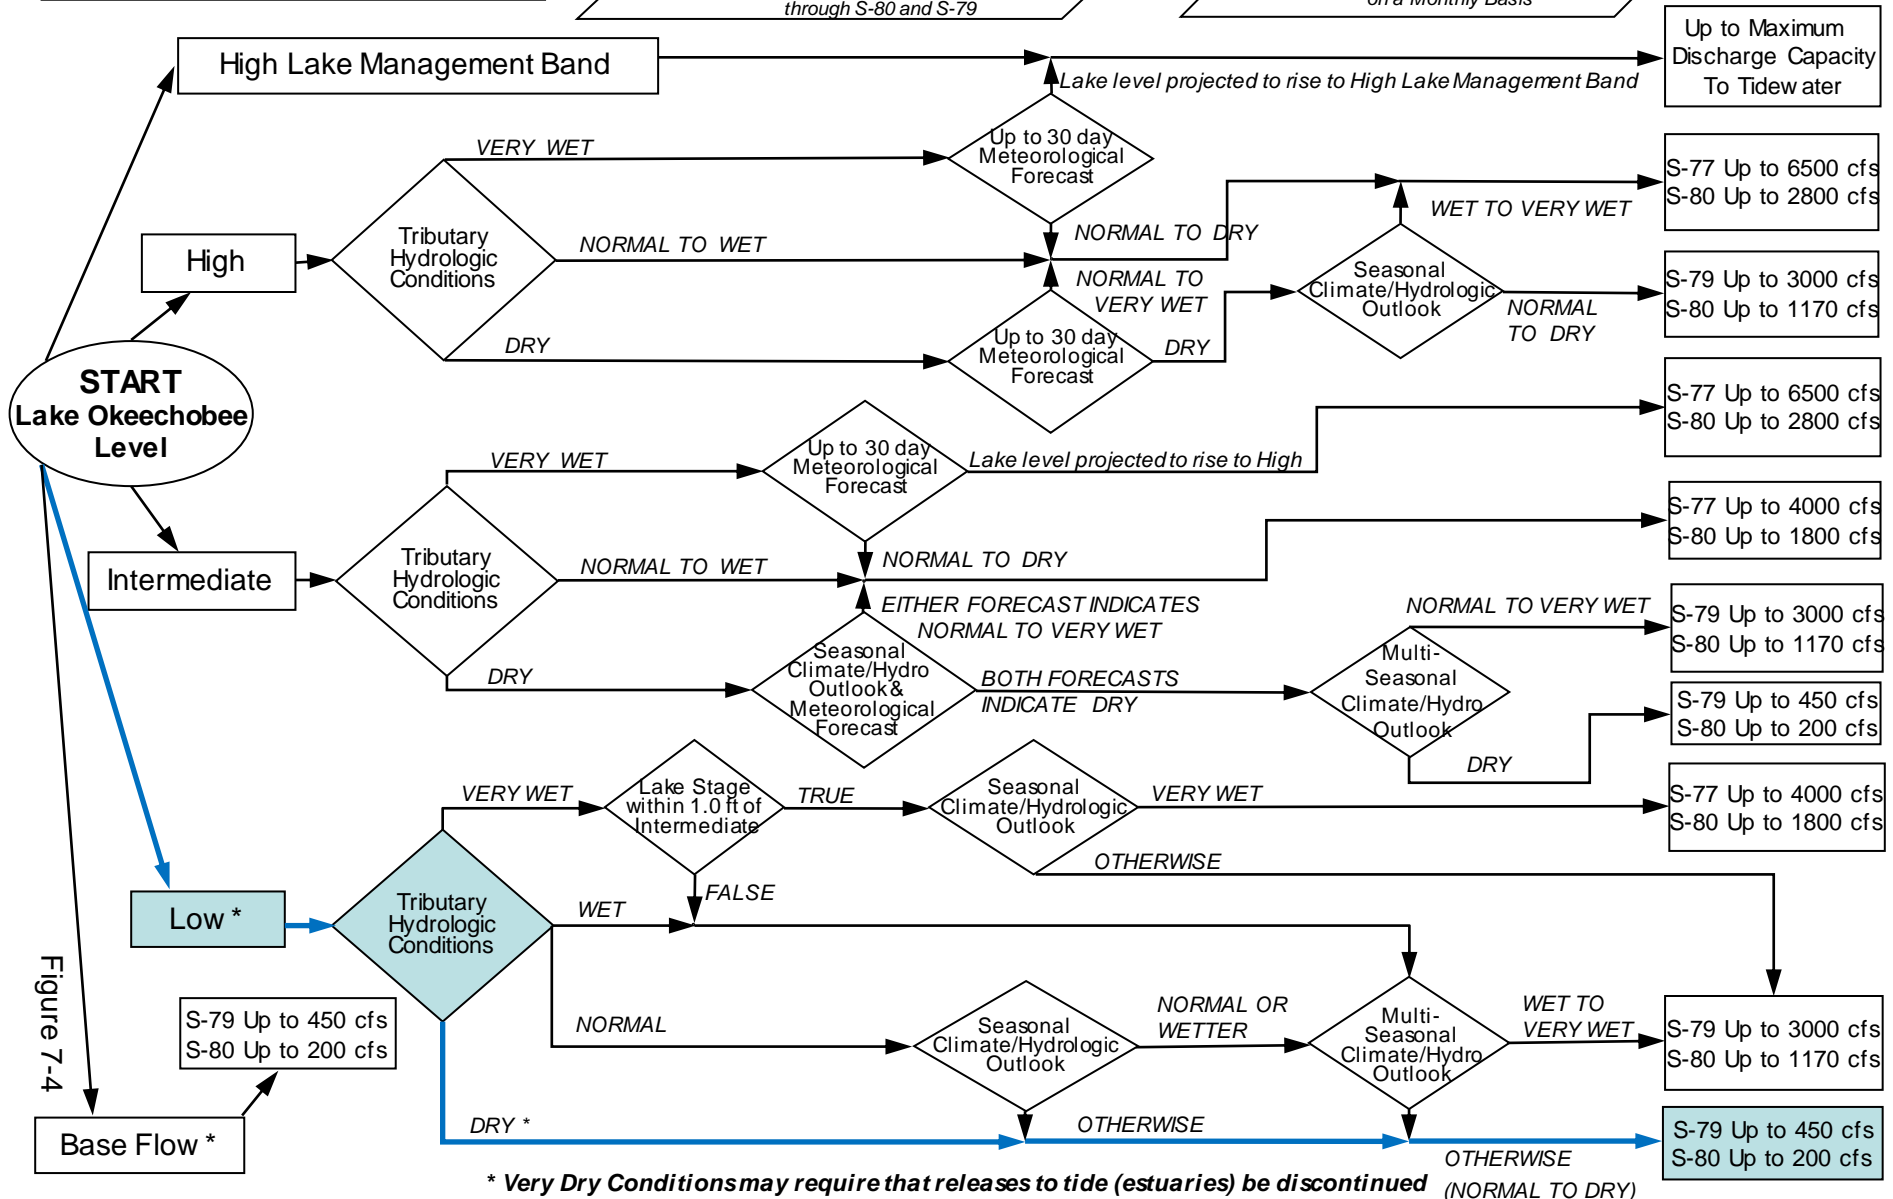 through S-80 and S-79
on a Monthly Basis
Up to Maximum
Discharge Capacity
To Tidewater
High Lake Management Band
Lake level projected to rise to High Lake Management Band
VERY WET
Up to 30 day
Meteorological
Forecast
S-77 Up to 6500 cfs
S-80 Up to 2800 cfs
WET TO VERY WET
High
Tributary
Hydrologic
Conditions
NORMAL TO WET
NORMAL TO DRY
NORMAL TO
VERY WET
Seasonal
Climate/Hydrologic
Outlook
NORMAL
TO DRY
S-79 Up to 3000 cfs
S-80 Up to 1170 cfs
DRY
Up to 30 day
Meteorological
Forecast
DRY
START
Lake Okeechobee
Level
S-77 Up to 6500 cfs
S-80 Up to 2800 cfs
VERY WET
Up to 30 day
Meteorological
Forecast
Lake level projected to rise to High
S-77 Up to 4000 cfs
S-80 Up to 1800 cfs
Intermediate
Tributary
Hydrologic
Conditions
NORMAL TO WET
NORMAL TO DRY
EITHER FORECAST INDICATES
NORMAL TO VERY WET
NORMAL TO VERY WET
S-79 Up to 3000 cfs
S-80 Up to 1170 cfs
DRY
Seasonal
Climate/Hydro
Outlook &
Meteorological
Forecast
BOTH FORECASTS
INDICATE DRY
Multi-
Seasonal
Climate/Hydro
Outlook
DRY
S-79 Up to 450 cfs
S-80 Up to 200 cfs
VERY WET
Lake Stage
within 1.0 ft of
Intermediate
TRUE
Seasonal
Climate/Hydrologic
Outlook
VERY WET
S-77 Up to 4000 cfs
S-80 Up to 1800 cfs
OTHERWISE
FALSE
Low *
Tributary
Hydrologic
Conditions
WET
NORMAL
Seasonal
Climate/Hydrologic
Outlook
NORMAL OR
WETTER
Multi-
Seasonal
Climate/Hydro
Outlook
WET TO
VERY WET
S-79 Up to 3000 cfs
S-80 Up to 1170 cfs
Figure 7-4
S-79 Up to 450 cfs
S-80 Up to 200 cfs
Base Flow *
DRY *
OTHERWISE
S-79 Up to 450 cfs
S-80 Up to 200 cfs
OTHERWISE
(NORMAL TO DRY)
* Very Dry Conditions may require that releases to tide (estuaries) be discontinued